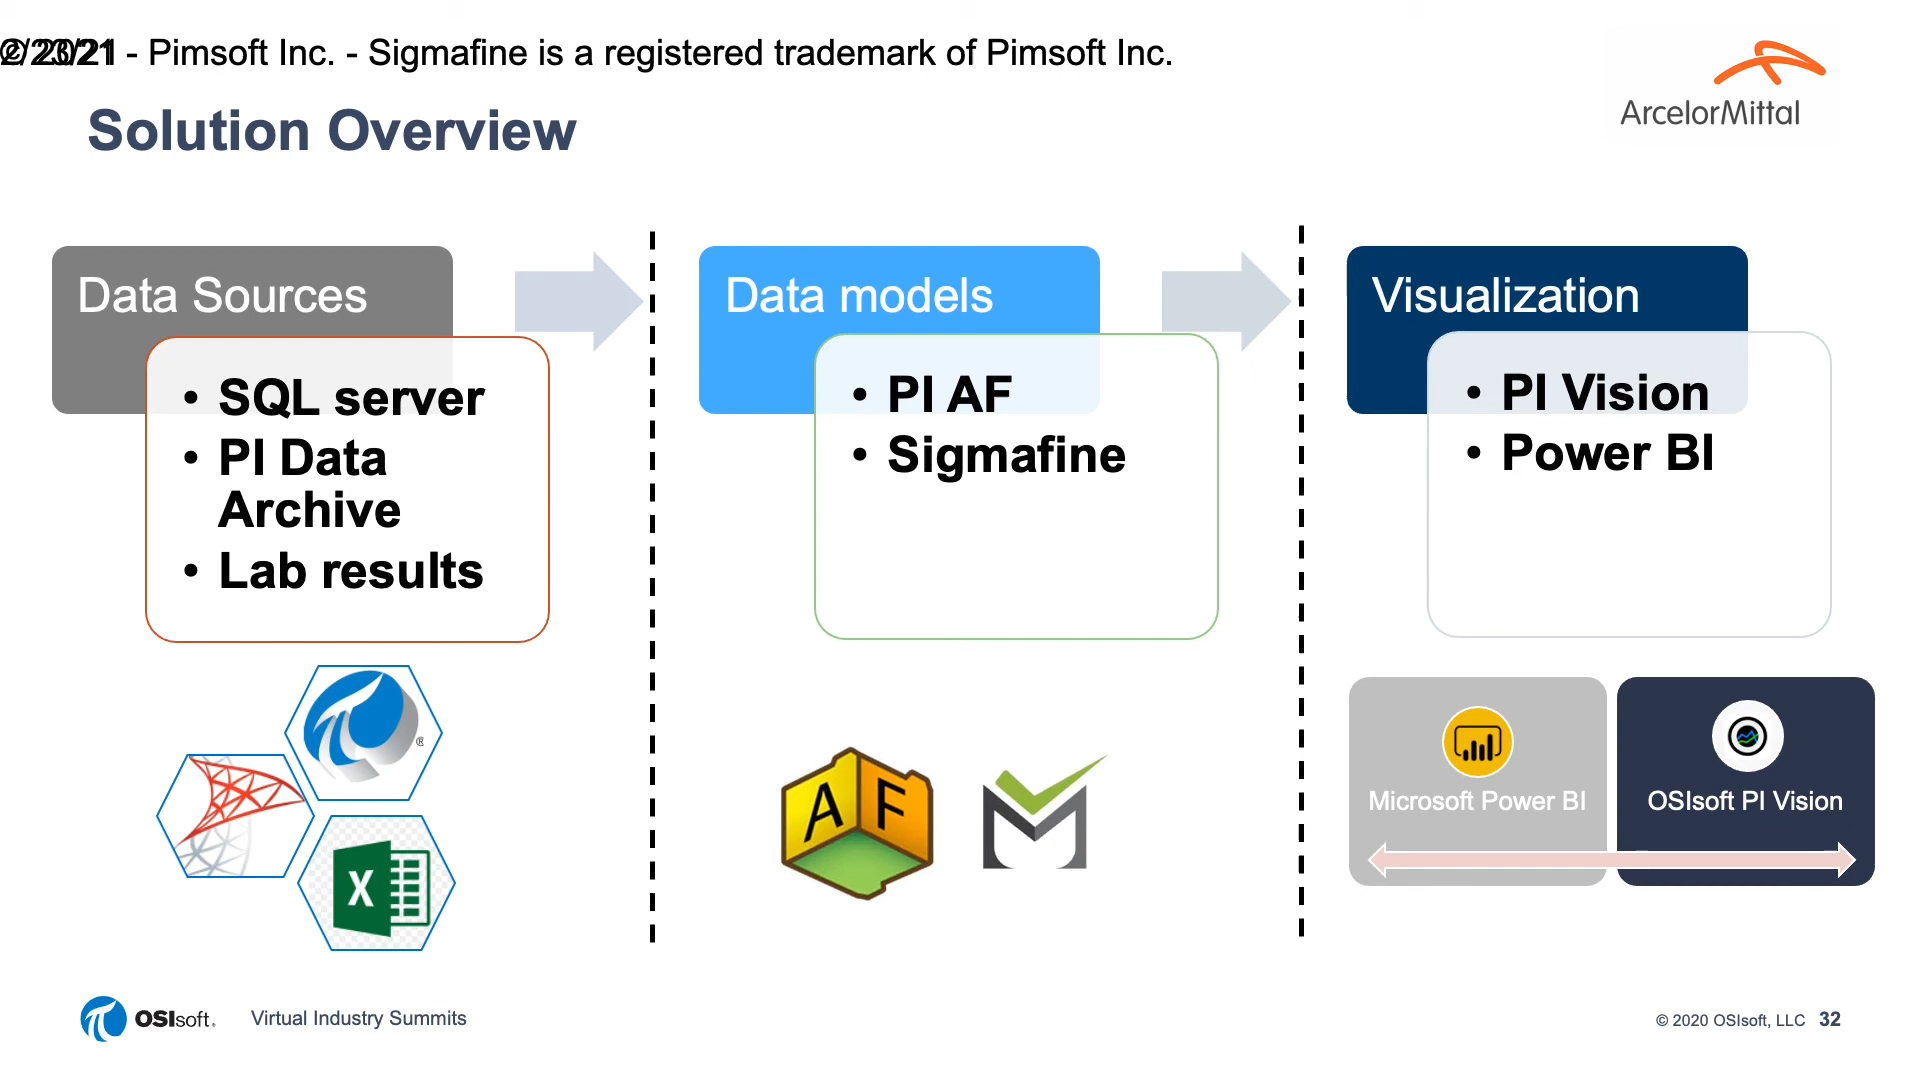 - Pimsoft Inc. - Sigmafine is a registered trademark of Pimsoft Inc.
ArcelorMittal
Solution Overview
Data Sources
• SQL server
• PI Data
Archive
• Lab results
Data models
• PI AF
• Sigmafine
Visualization
• PI Vision
• Power BI
®
X
A F
Microsoft Power BI
OSIsoft PI Vision
OSIsoft.
Virtual Industry Summits
© 2020 OSIsoft, LLC 32